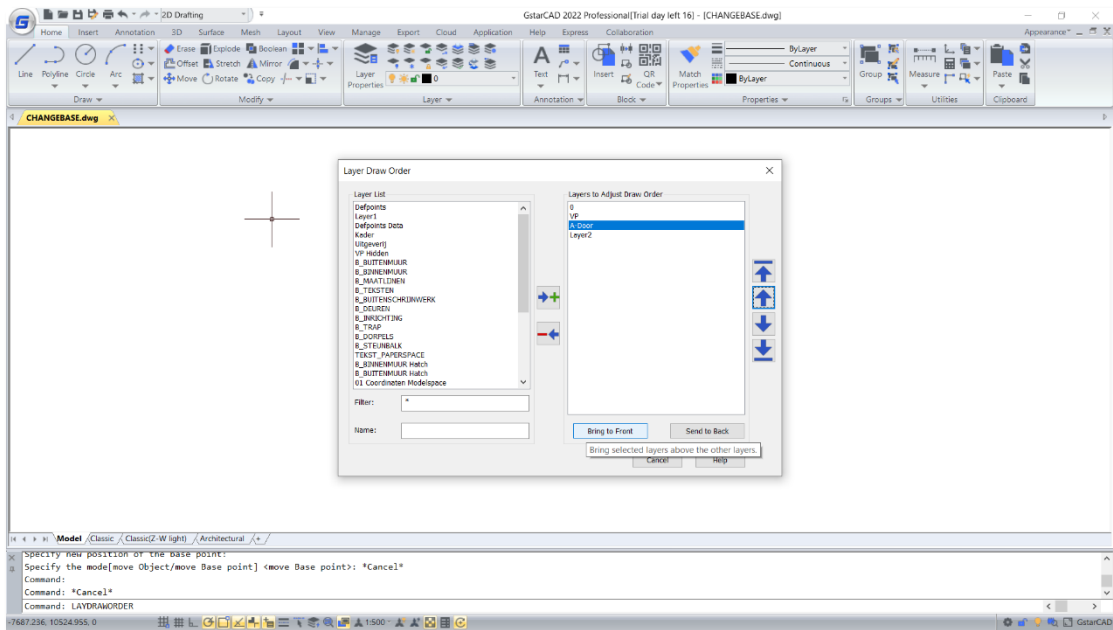 2D Drafting
GstarCAD 2022 Professional[Trial day left 16] - [CHANGEBASE.dwg]
Home Insert Annotation 3D Surface Mesh Layout View Manage Export Cloud Application Help Express Collaboration Appearance
Line Polyline Circle Arc
Erase Explode Boolean
Offset Stretch Mirror
Move Rotate Copy
Layer Properties
0
Text Insert QR Code
Match Properties
ByLayer
Continuous
ByLayer
Group Measure Paste
Draw Modify Layer Annotation Block Properties Groups Utilities Clipboard
CHANGEBASE.dwg
Layer Draw Order
Layer List
Defpoints
Layer1
Defpoints Data
Kader
Uitgeverij
VP Hidden
B_BUITENMUUR
B_BINNENMUUR
B_MAATLIJNEN
B_TEKSTEN
B_BUITENSCHRIJNWERK
B_DEUREN
B_INRICHTING
B_TRAP
B_DORPELS
B_STEUNBALK
TEKST_PAPERSPACE
B_BINNENMUUR Hatch
B_BUITENMUUR Hatch
01 Coordinaten Modelspace
Filter: *
Name:
Layers to Adjust Draw Order
0
VP
A-Door
Layer2
Bring to Front Send to Back
Bring selected layers above the other layers.
Cancel Help
Model Classic Classic(Z-W light) Architectural +
Specify new position of the base point:
Specify the mode[move Object/move Base point] <move Base point>: *Cancel*
Command:
Command: *Cancel*
Command: LAYDRAWORDER
-7687.236, 10524.955, 0
1:500
GstarCAD